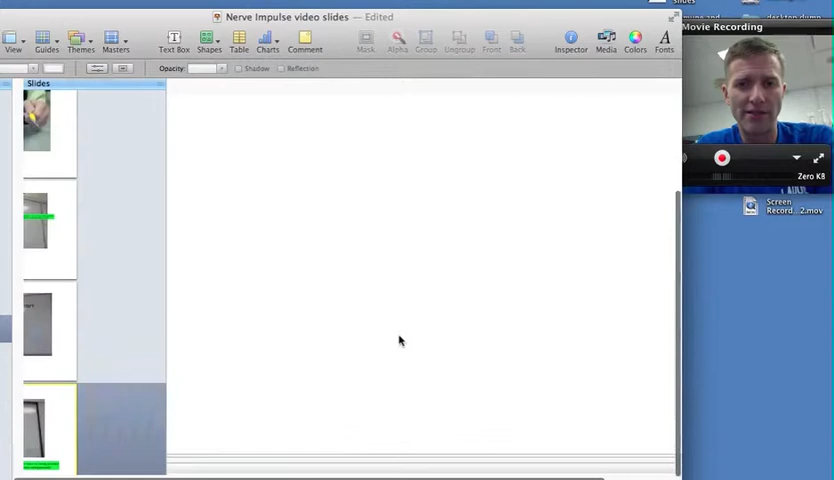 slides
Nerve Impulse video slides — Edited
View Guides Themes Masters Text Box Shapes Table Charts Comment Mask Alpha Group Ungroup Front Back Inspector Media Colors Fonts
Opacity: Shadow Reflection
Slides
Movie Recording
Zero KB
Screen
Record...2.mov